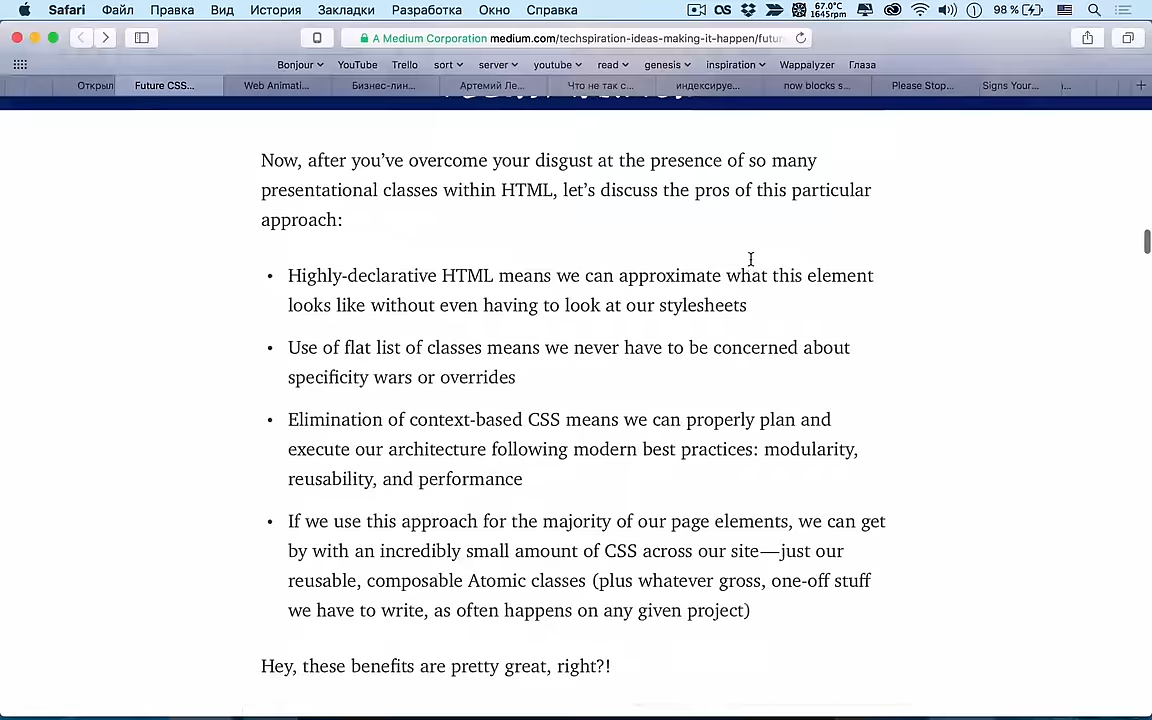 Safari Файл Правка Вид История Закладки Разработка Окно Справка 67.0°C 1645rpm 98 %
A Medium Corporation medium.com/techspiration-ideas-making-it-happen/futur
Bonjour YouTube Trello sort server youtube read genesis inspiration Wappalyzer Глаза
Открыл Future CSS... Web Animati... Бизнес-лин... Артемий Ле... Что не так с... индексируе... now blocks s... Please Stop... Signs Your...
Now, after you’ve overcome your disgust at the presence of so many
presentational classes within HTML, let’s discuss the pros of this particular
approach:
• Highly-declarative HTML means we can approximate what this element
looks like without even having to look at our stylesheets
• Use of flat list of classes means we never have to be concerned about
specificity wars or overrides
• Elimination of context-based CSS means we can properly plan and
execute our architecture following modern best practices: modularity,
reusability, and performance
• If we use this approach for the majority of our page elements, we can get
by with an incredibly small amount of CSS across our site—just our
reusable, composable Atomic classes (plus whatever gross, one-off stuff
we have to write, as often happens on any given project)
Hey, these benefits are pretty great, right?!